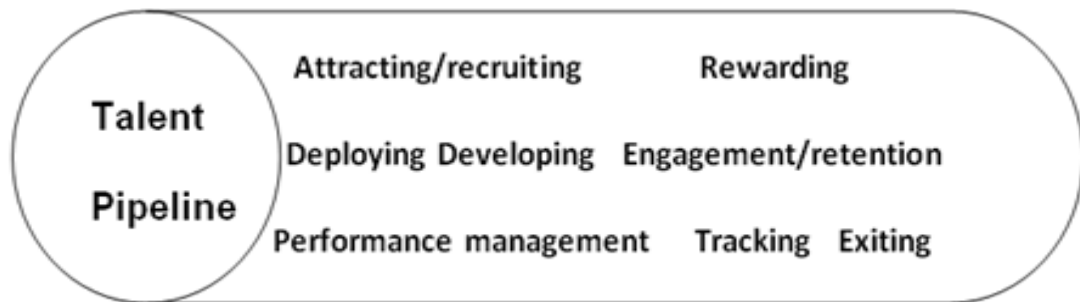 Talent
Pipeline
Attracting/recruiting Rewarding
Deploying Developing Engagement/retention
Performance management Tracking Exiting